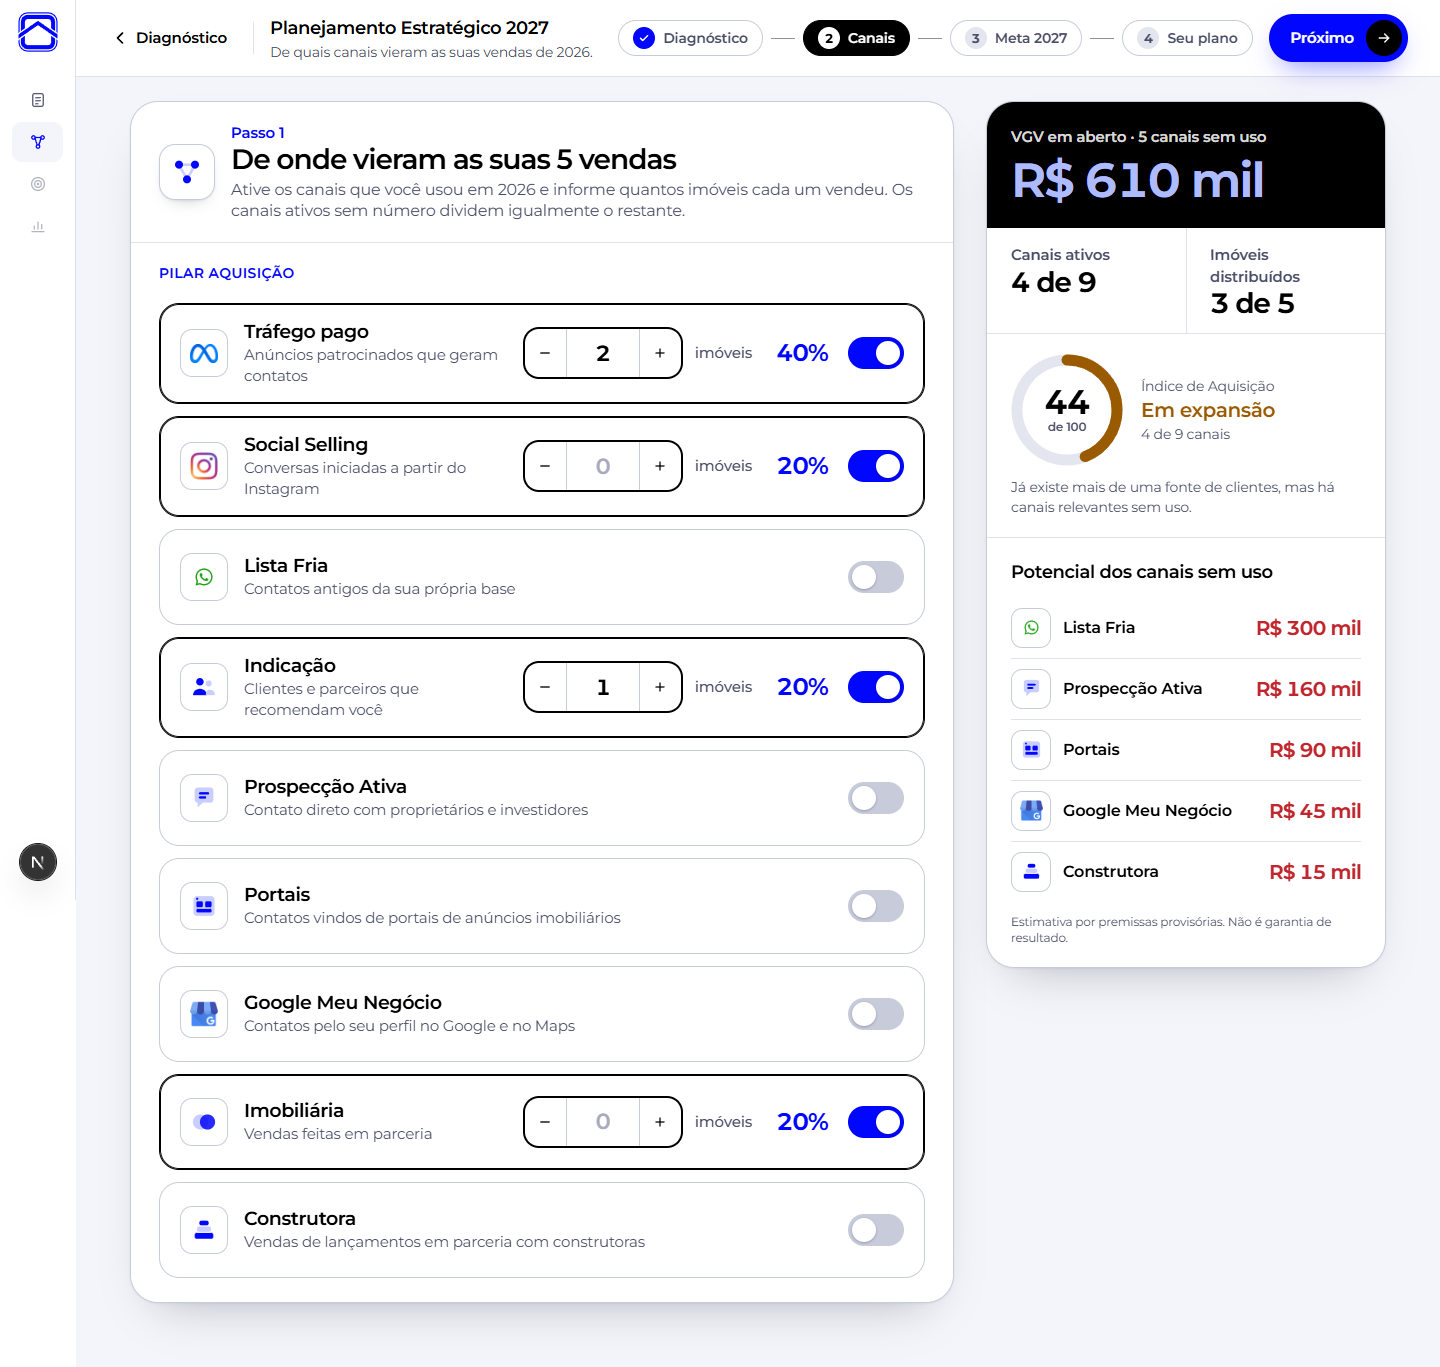 Diagnóstico
Planejamento Estratégico 2027
De quais canais vieram as suas vendas de 2026.
Diagnóstico
2 Canais
3 Meta 2027
4 Seu plano
Próximo
Passo 1
De onde vieram as suas 5 vendas
Ative os canais que você usou em 2026 e informe quantos imóveis cada um vendeu. Os
canais ativos sem número dividem igualmente o restante.
PILAR AQUISIÇÃO
Tráfego pago
Anúncios patrocinados que geram
contatos
− 2 + imóveis 40%
Social Selling
Conversas iniciadas a partir do
Instagram
− 0 + imóveis 20%
Lista Fria
Contatos antigos da sua própria base
Indicação
Clientes e parceiros que
recomendam você
− 1 + imóveis 20%
Prospecção Ativa
Contato direto com proprietários e investidores
Portais
Contatos vindos de portais de anúncios imobiliários
Google Meu Negócio
Contatos pelo seu perfil no Google e no Maps
Imobiliária
Vendas feitas em parceria
− 0 + imóveis 20%
Construtora
Vendas de lançamentos em parceria com construtoras
VGV em aberto · 5 canais sem uso
R$ 610 mil
Canais ativos
4 de 9
Imóveis
distribuídos
3 de 5
44
de 100
Índice de Aquisição
Em expansão
4 de 9 canais
Já existe mais de uma fonte de clientes, mas há
canais relevantes sem uso.
Potencial dos canais sem uso
Lista Fria R$ 300 mil
Prospecção Ativa R$ 160 mil
Portais R$ 90 mil
Google Meu Negócio R$ 45 mil
Construtora R$ 15 mil
Estimativa por premissas provisórias. Não é garantia de
resultado.
N